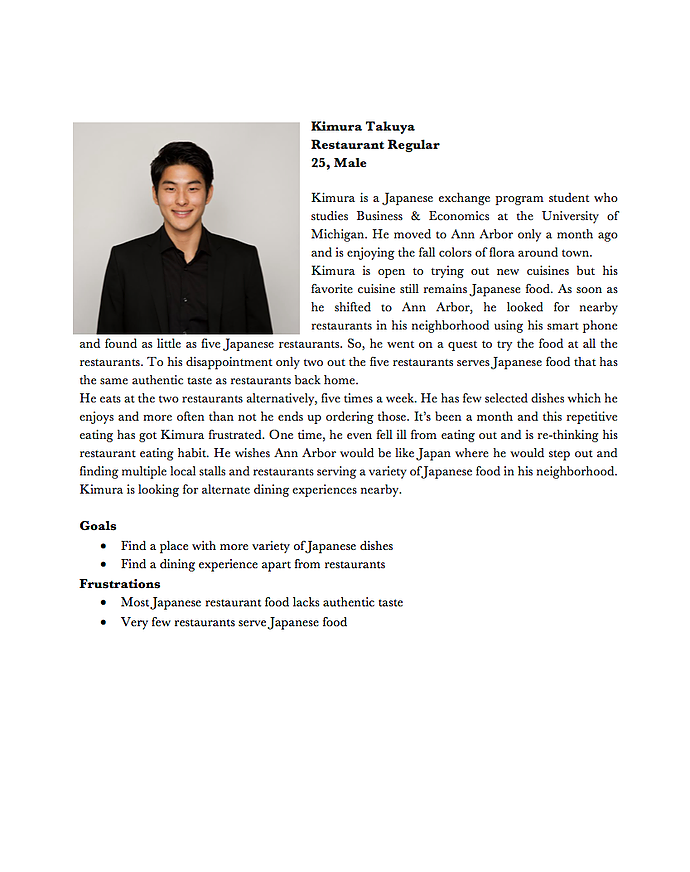 Kimura Takuya
Restaurant Regular
25, Male
Kimura is a Japanese exchange program student who
studies Business & Economics at the University of
Michigan. He moved to Ann Arbor only a month ago
and is enjoying the fall colors of flora around town.
Kimura is open to trying out new cuisines but his
favorite cuisine still remains Japanese food. As soon as
he shifted to Ann Arbor, he looked for nearby
restaurants in his neighborhood using his smart phone
and found as little as five Japanese restaurants. So, he went on a quest to try the food at all the
restaurants. To his disappointment only two out the five restaurants serves Japanese food that has
the same authentic taste as restaurants back home.
He eats at the two restaurants alternatively, five times a week. He has few selected dishes which he
enjoys and more often than not he ends up ordering those. It’s been a month and this repetitive
eating has got Kimura frustrated. One time, he even fell ill from eating out and is re-thinking his
restaurant eating habit. He wishes Ann Arbor would be like Japan where he would step out and
finding multiple local stalls and restaurants serving a variety of Japanese food in his neighborhood.
Kimura is looking for alternate dining experiences nearby.
Goals
• Find a place with more variety of Japanese dishes
• Find a dining experience apart from restaurants
Frustrations
• Most Japanese restaurant food lacks authentic taste
• Very few restaurants serve Japanese food